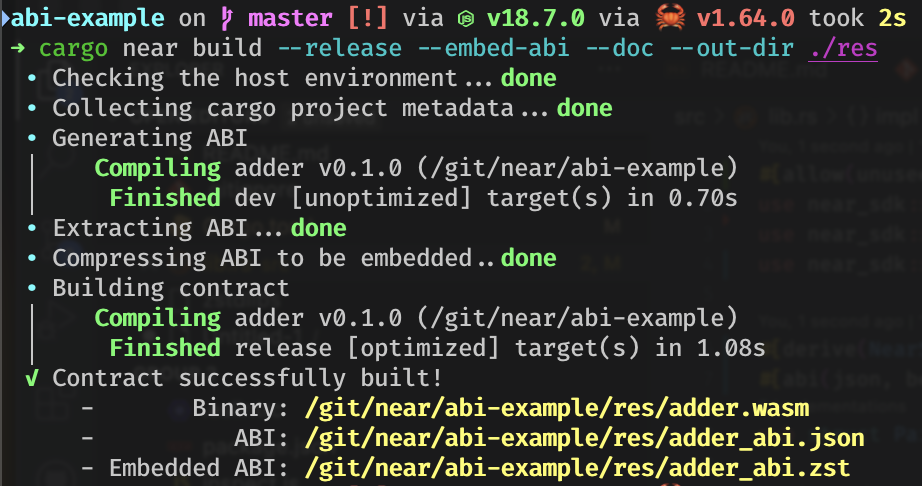 abi-example on master [!] via v18.7.0 via 🦀 v1.64.0 took 2s
→ cargo near build --release --embed-abi --doc --out-dir ./res
• Checking the host environment...done
• Collecting cargo project metadata...done
• Generating ABI
│ Compiling adder v0.1.0 (/git/near/abi-example)
│ Finished dev [unoptimized] target(s) in 0.70s
• Extracting ABI...done
• Compressing ABI to be embedded..done
• Building contract
│ Compiling adder v0.1.0 (/git/near/abi-example)
│ Finished release [optimized] target(s) in 1.08s
√ Contract successfully built!
- Binary: /git/near/abi-example/res/adder.wasm
- ABI: /git/near/abi-example/res/adder_abi.json
- Embedded ABI: /git/near/abi-example/res/adder_abi.zst